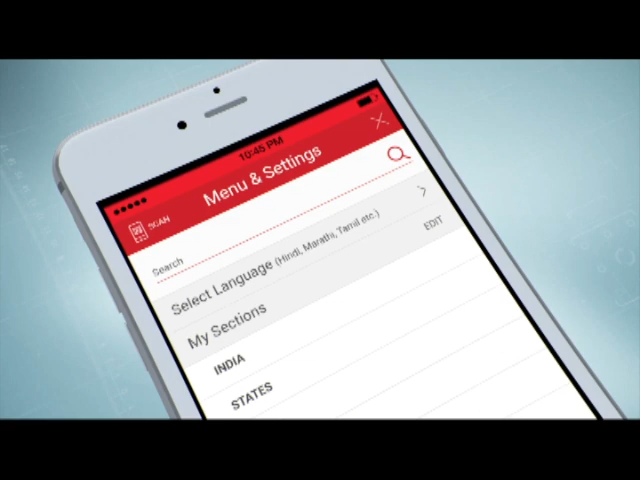 10:45 PM
SCAN
Menu & Settings
Search
Select Language (Hindi, Marathi, Tamil etc.)
My Sections
EDIT
INDIA
STATES